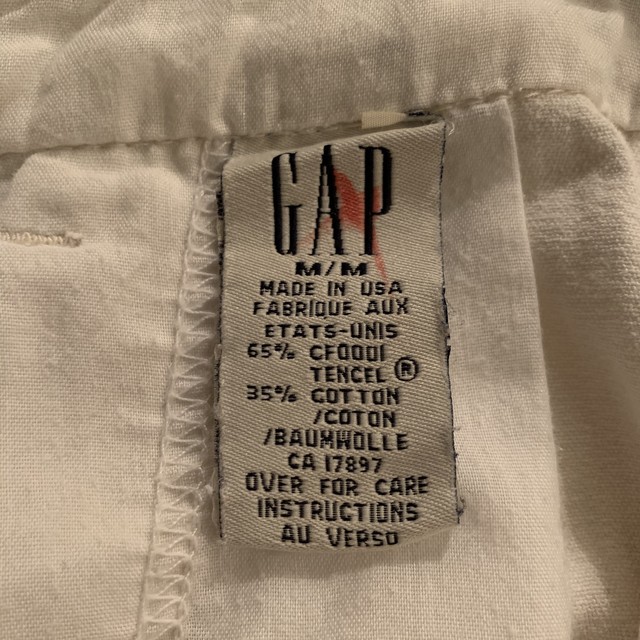 GAP
M/M
MADE IN USA
FABRIQUE AUX
ETATS-UNIS
65% CF0001
TENCEL ®
35% COTTON
/COTON
/BAUMWOLLE
CA 17897
OVER FOR CARE
INSTRUCTIONS
AU VERSO